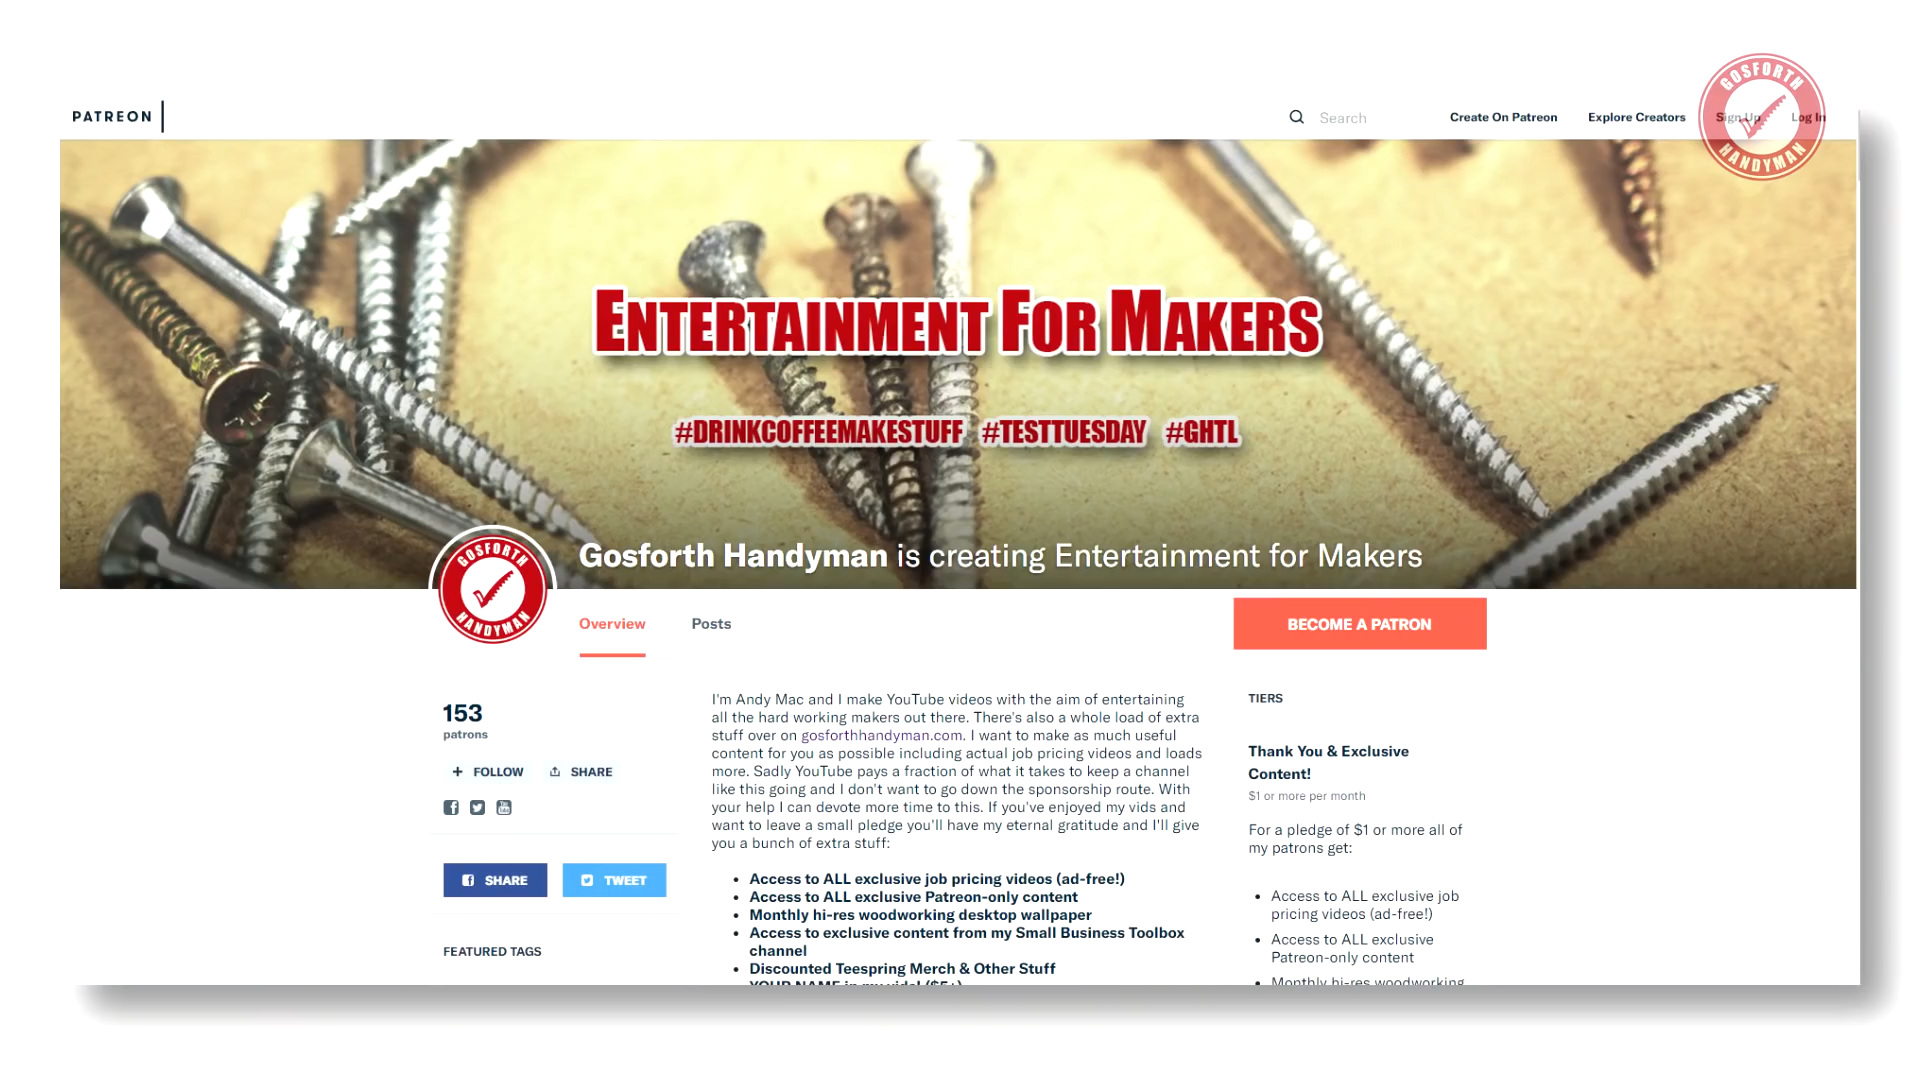 GOSFORTH
HANDYMAN
PATREON
Search
Create On Patreon
Explore Creators
Sign Up
Log In
ENTERTAINMENT FOR MAKERS
#DRINKCOFFEEMAKESTUFF #TESTTUESDAY #GHTL
Gosforth Handyman is creating Entertainment for Makers
GOSFORTH
HANDYMAN
Overview
Posts
BECOME A PATRON
153
patrons
FOLLOW
SHARE
SHARE
TWEET
FEATURED TAGS
I'm Andy Mac and I make YouTube videos with the aim of entertaining
all the hard working makers out there. There's also a whole load of extra
stuff over on gosforthhandyman.com. I want to make as much useful
content for you as possible including actual job pricing videos and loads
more. Sadly YouTube pays a fraction of what it takes to keep a channel
like this going and I don't want to go down the sponsorship route. With
your help I can devote more time to this. If you've enjoyed my vids and
want to leave a small pledge you'll have my eternal gratitude and I'll give
you a bunch of extra stuff:
• Access to ALL exclusive job pricing videos (ad-free!)
• Access to ALL exclusive Patreon-only content
• Monthly hi-res woodworking desktop wallpaper
• Access to exclusive content from my Small Business Toolbox
channel
• Discounted Teespring Merch & Other Stuff
• YOUR NAME in my vids! ($5+)
TIERS
Thank You & Exclusive
Content!
$1 or more per month
For a pledge of $1 or more all of
my patrons get:
• Access to ALL exclusive job
pricing videos (ad-free!)
• Access to ALL exclusive
Patreon-only content
• Monthly hi-res woodworking